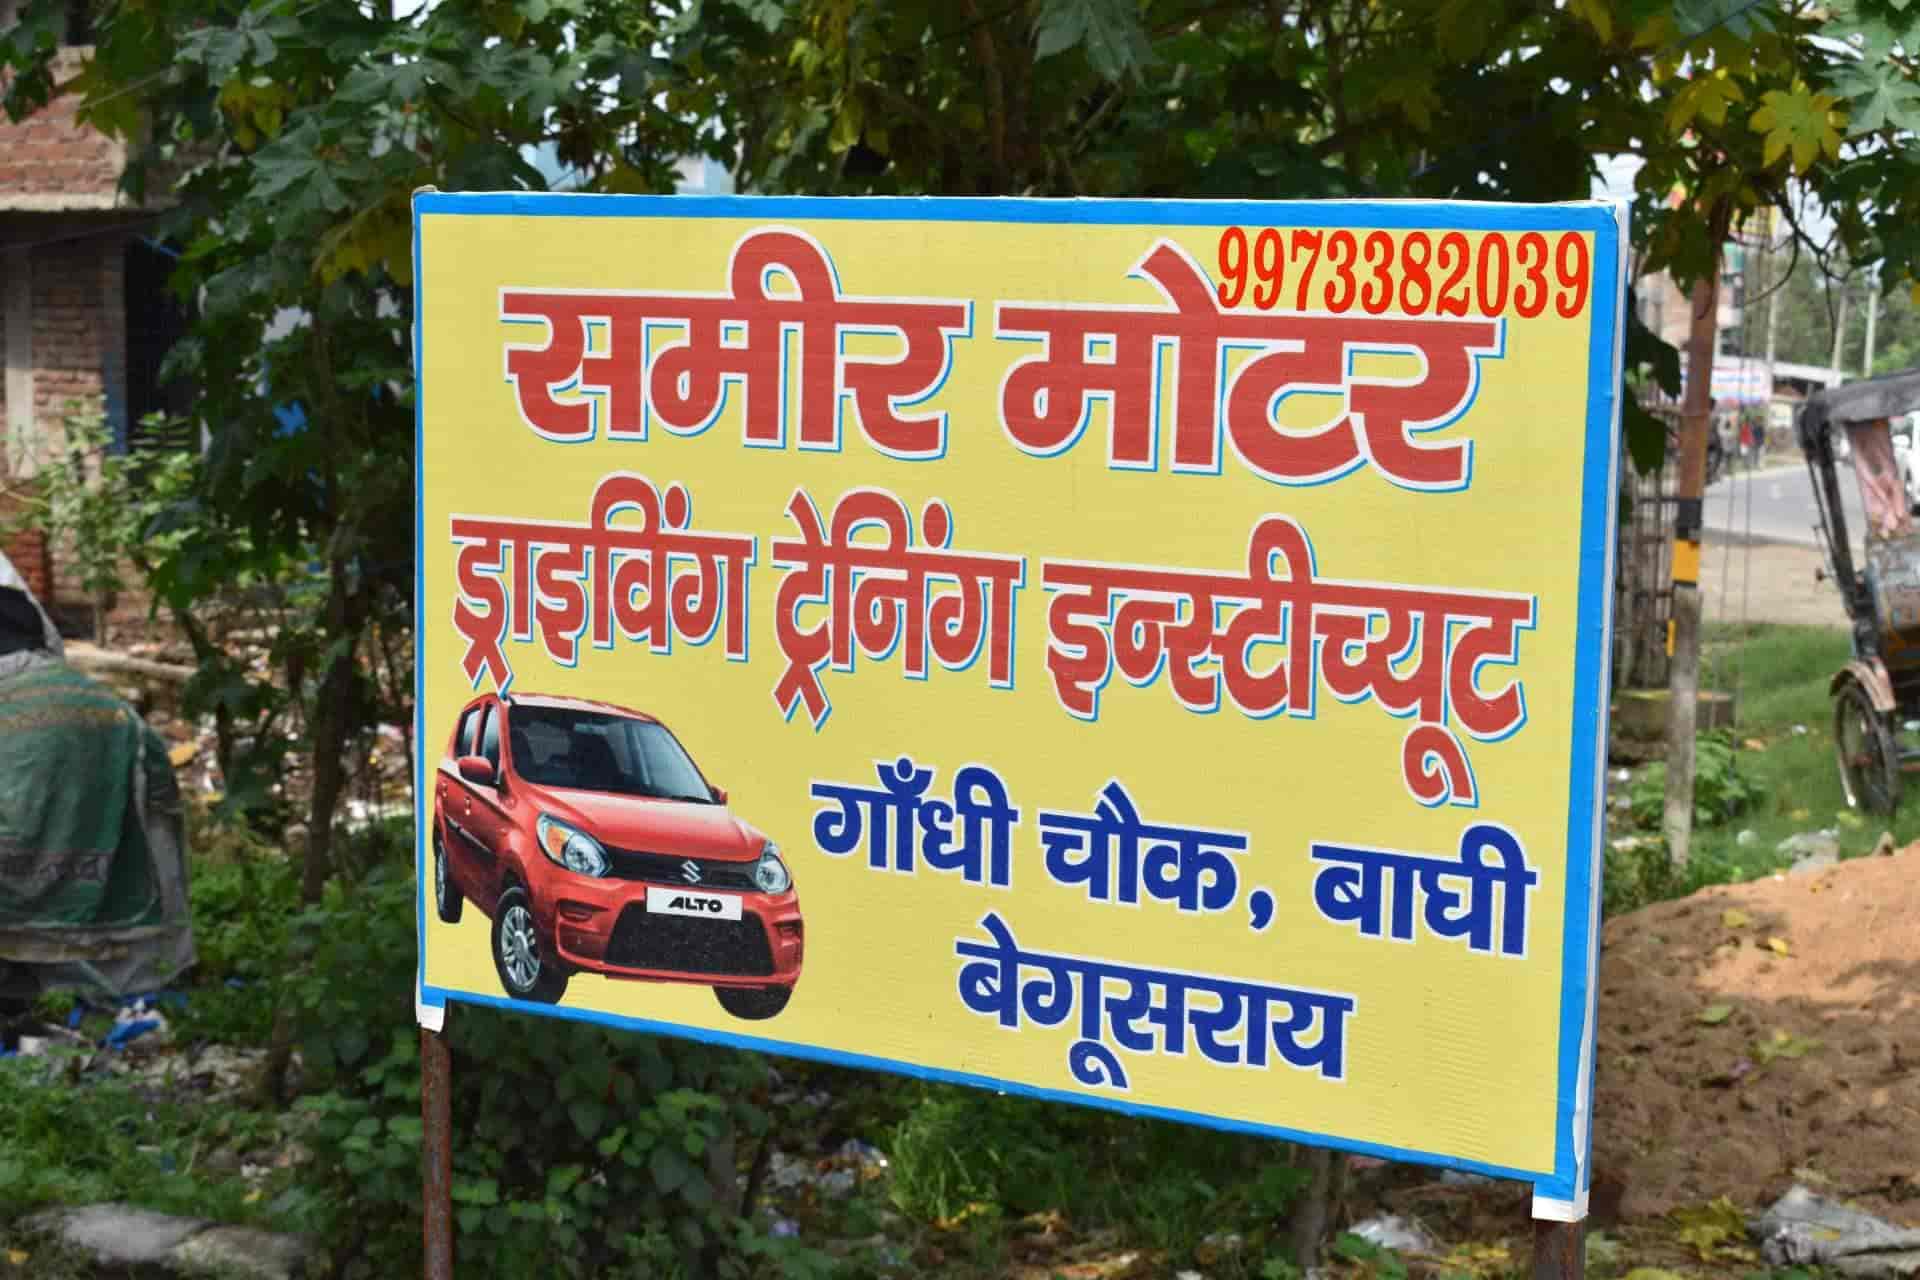 9973382039
समीर मोटर
ड्राइविंग ट्रेनिंग इन्स्टीच्यूट
गाँधी चौक, बाघी
बेगूसराय
ALTO